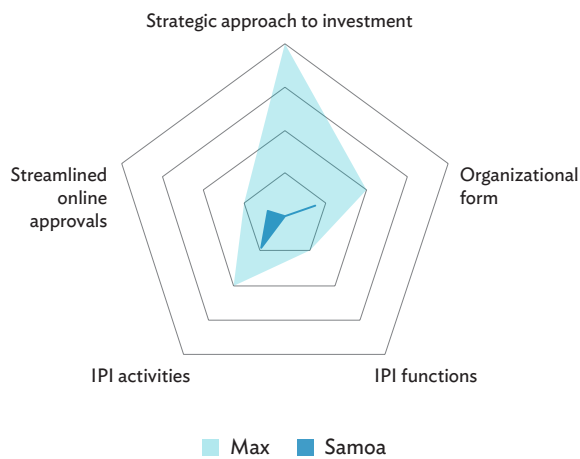 Strategic approach to investment
Streamlined
online
approvals
Organizational
form
IPI activities
IPI functions
Max
Samoa